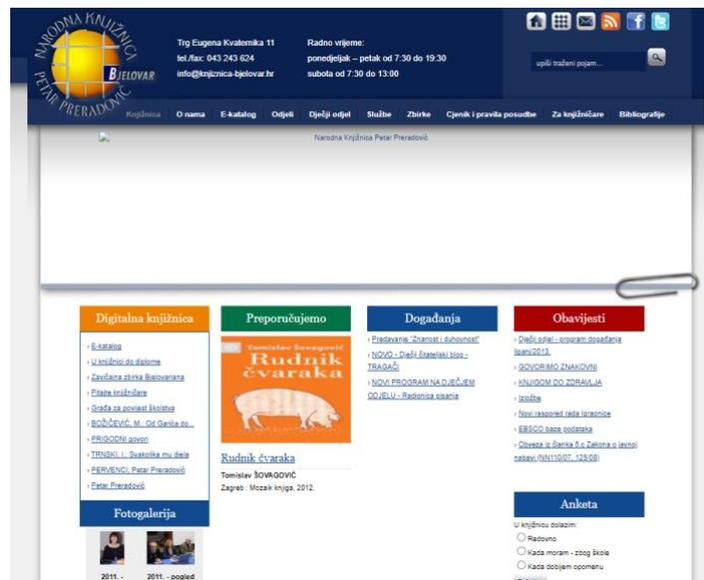 NARODNA KNJIŽNICA
PETAR PRERADOVIĆ
BJELOVAR
Trg Eugena Kvaternika 11
tel./fax: 043 243 624
info@knjiznica-bjelovar.hr
Radno vrijeme:
ponedjeljak – petak od 7:30 do 19:30
subota od 7:30 do 13:00
upiši traženi pojam...
Knjižnica O nama E-katalog Odjeli Dječji odjel Službe Zbirke Cjenik i pravila posudbe Za knjižničare Bibliografije
Narodna Knjižnica Petar Preradović
Digitalna knjižnica
› E-katalog
› U knjižnici do diplome
› Zavičajna zbirka Bjelovariana
› Pitajte knjižničare
› Građa za povijest školstva
› BOŽIČEVIĆ, M.: Od Gariča do...
› PRIGODNI govori
› TRNSKI, I.: Svakolika mu djela
› PERVENCI, Petar Preradović
› Petar Preradović
Fotogalerija
2011. -
2011. - pogled
Preporučujemo
Tomislav Šovagović
Rudnik
čvaraka
Rudnik čvaraka
Tomislav ŠOVAGOVIĆ
Zagreb : Mozaik knjiga, 2012.
Događanja
› Predavanje "Znanost i duhovnost"
› NOVO - Dječji čitateljski blog -
TRAGAČI
› NOVI PROGRAM NA DJEČJEM
ODJELU - Radionica pisanja
Obavijesti
› Dječji odjel - program događanja
lipanj/2013.
› GOVORIMO ZNAKOVNI
› KNJIGOM DO ZDRAVLJA
› Izložbe
› Novi raspored rada Igraonice
› EBSCO baze podataka
› Obveza iz članka 5.c Zakona o javnoj
nabavi (NN110/07, 125/08)
Anketa
U knjižnicu dolazim:
Redovno
Kada moram - zbog škole
Kada dobijem opomenu